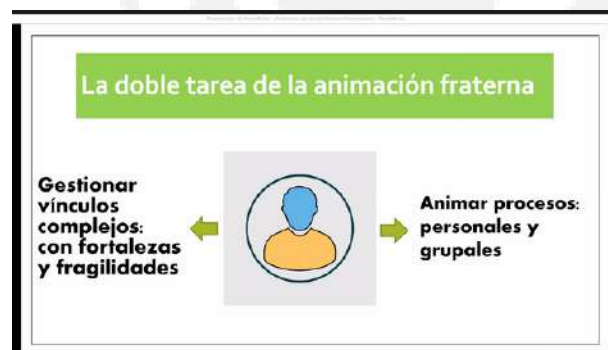 La doble tarea de la animación fraterna
Gestionar
vínculos
complejos:
con fortalezas
y fragilidades
Animar procesos:
personales y
grupales